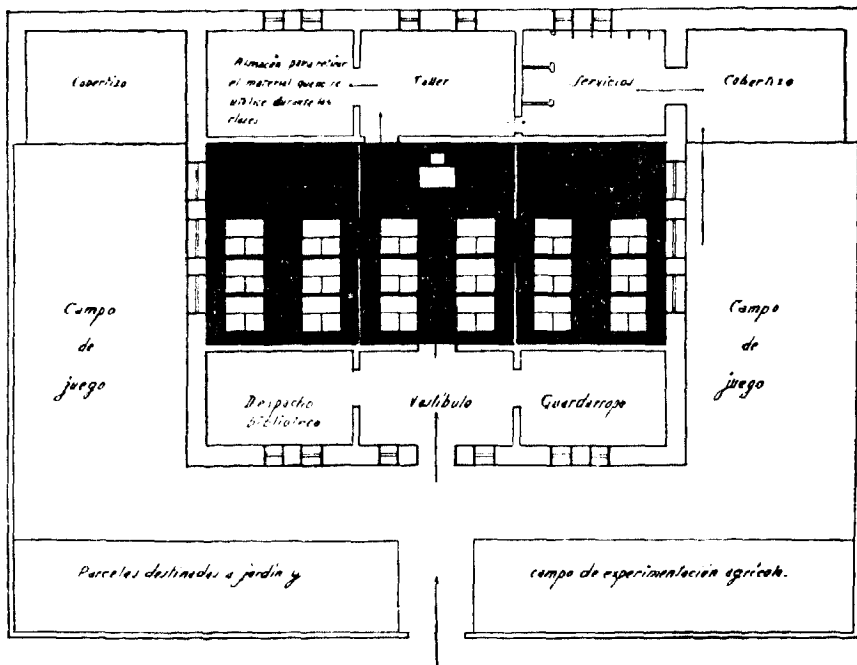 Cobertizo
Almacén para retirar
el material que no se
utilice durante las
clases
Taller
Servicios
Cobertizo
Campo
de
juego
Campo
de
juego
Despacho
biblioteca
Vestíbulo
Guardarropa
Parcelas destinadas a jardín y
campo de experimentación agrícola.